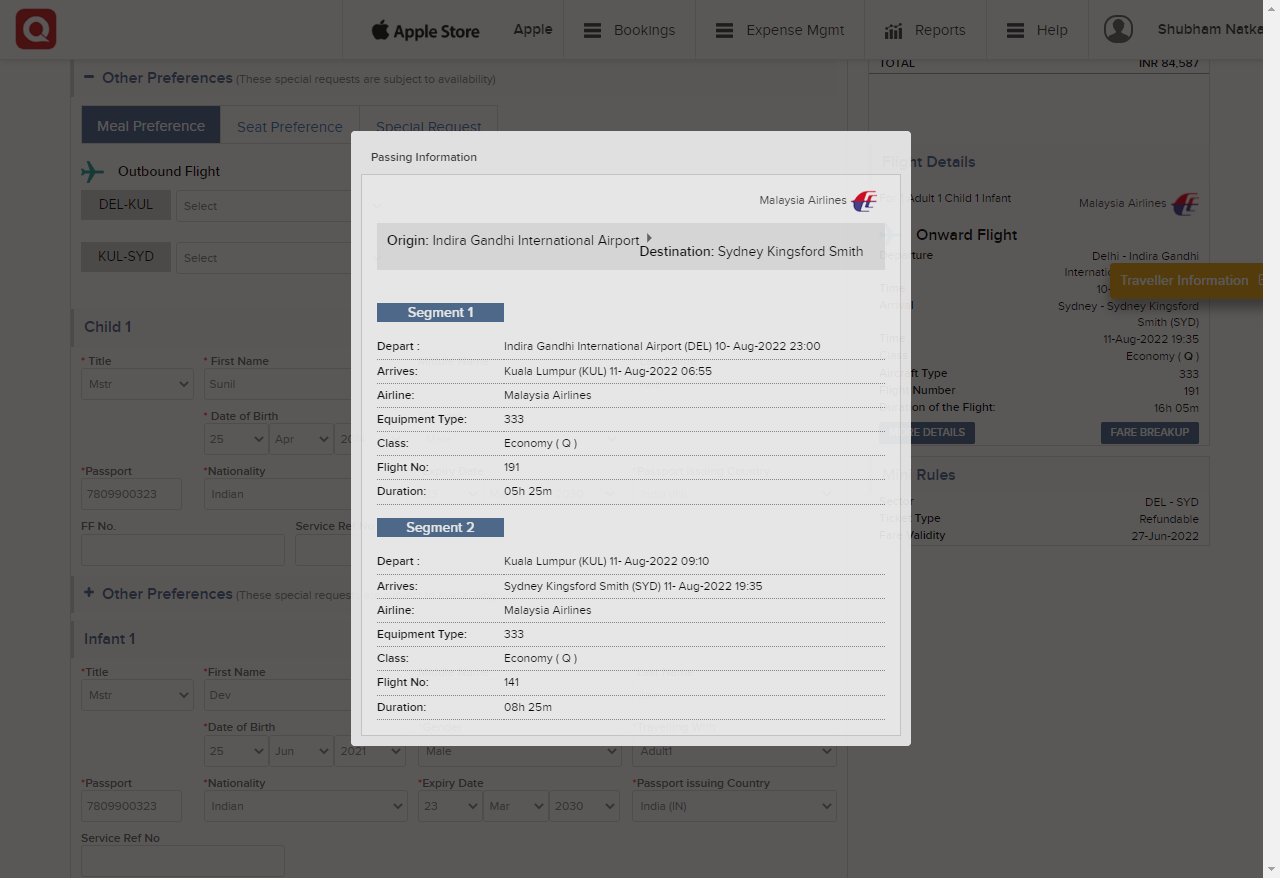 Apple Store
Apple
Bookings
Expense Mgmt
Reports
Help
Shubham Natka
Other Preferences (These special requests are subject to availability)
Meal Preference
Seat Preference
Special Request
Outbound Flight
DEL-KUL
Select
KUL-SYD
Select
Child 1
* Title
* First Name
Mstr
Sunil
* Date of Birth
25
Apr
*Passport
*Nationality
7809900323
Indian
FF No.
Service Ref
+ Other Preferences (These special reques
Infant 1
*Title
*First Name
Mstr
Dev
*Date of Birth
25
Jun
2021
Male
Adult1
*Passport
*Nationality
*Expiry Date
*Passport issuing Country
7809900323
Indian
23
Mar
2030
India (IN)
Service Ref No
Passing Information
Malaysia Airlines
Origin: Indira Gandhi International Airport
Destination: Sydney Kingsford Smith
Segment 1
Depart : Indira Gandhi International Airport (DEL) 10- Aug-2022 23:00
Arrives: Kuala Lumpur (KUL) 11- Aug-2022 06:55
Airline: Malaysia Airlines
Equipment Type: 333
Class: Economy ( Q )
Flight No: 191
Duration: 05h 25m
Segment 2
Depart : Kuala Lumpur (KUL) 11- Aug-2022 09:10
Arrives: Sydney Kingsford Smith (SYD) 11- Aug-2022 19:35
Airline: Malaysia Airlines
Equipment Type: 333
Class: Economy ( Q )
Flight No: 141
Duration: 08h 25m
TOTAL INR 84,587
Flight Details
Adult 1 Child 1 Infant
Malaysia Airlines
Onward Flight
Departure Delhi - Indira Gandhi
Time 10-
Arrival Sydney - Sydney Kingsford
Smith (SYD)
Time 11-Aug-2022 19:35
Class Economy ( Q )
Aircraft Type 333
Flight Number 191
Duration of the Flight: 16h 05m
DETAILS
FARE BREAKUP
Traveller Information
Mini Rules
Sector DEL - SYD
Ticket Type Refundable
Fare Validity 27-Jun-2022